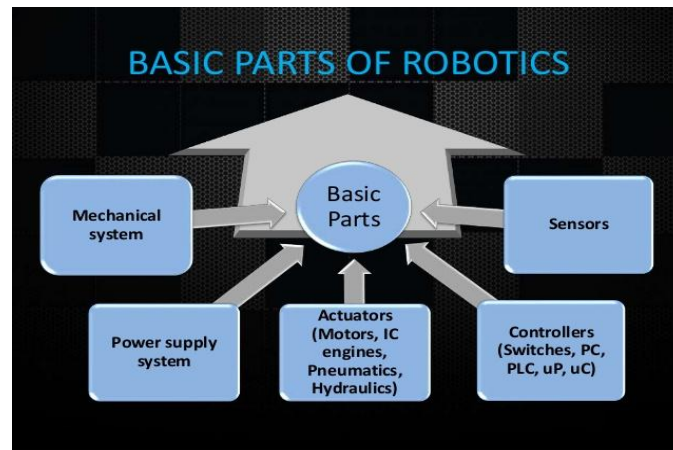 BASIC PARTS OF ROBOTICS
Basic
Parts
Mechanical
system
Sensors
Power supply
system
Actuators
(Motors, IC
engines,
Pneumatics,
Hydraulics)
Controllers
(Switches, PC,
PLC, uP, uC)